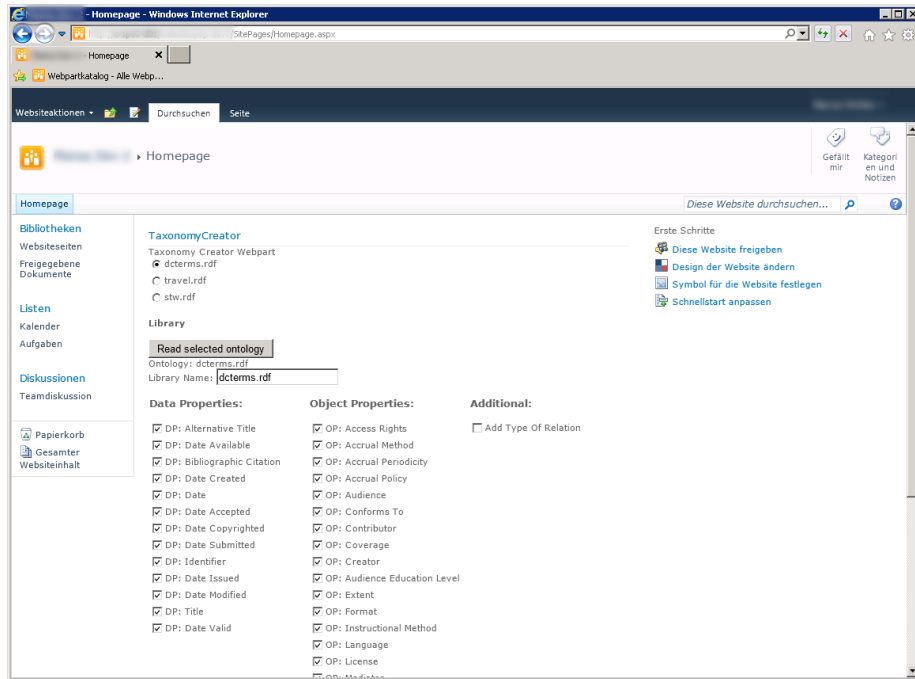 - Homepage - Windows Internet Explorer
/SitePages/Homepage.aspx
- Homepage
Webpartkatalog - Alle Webp...
Websiteaktionen
Durchsuchen
Seite
Homepage
Gefällt mir
Kategori en und Notizen
Homepage
Diese Website durchsuchen...
Bibliotheken
Websiteseiten
Freigegebene
Dokumente
Listen
Kalender
Aufgaben
Diskussionen
Teamdiskussion
Papierkorb
Gesamter
Websiteinhalt
TaxonomyCreator
Taxonomy Creator Webpart
dcterms.rdf
travel.rdf
stw.rdf
Library
Read selected ontology
Ontology: dcterms.rdf
Library Name: dcterms.rdf
Data Properties:
DP: Alternative Title
DP: Date Available
DP: Bibliographic Citation
DP: Date Created
DP: Date
DP: Date Accepted
DP: Date Copyrighted
DP: Date Submitted
DP: Identifier
DP: Date Issued
DP: Date Modified
DP: Title
DP: Date Valid
Object Properties:
OP: Access Rights
OP: Accrual Method
OP: Accrual Periodicity
OP: Accrual Policy
OP: Audience
OP: Conforms To
OP: Contributor
OP: Coverage
OP: Creator
OP: Audience Education Level
OP: Extent
OP: Format
OP: Instructional Method
OP: Language
OP: License
OP: Mediator
Additional:
Add Type Of Relation
Erste Schritte
Diese Website freigeben
Design der Website ändern
Symbol für die Website festlegen
Schnellstart anpassen